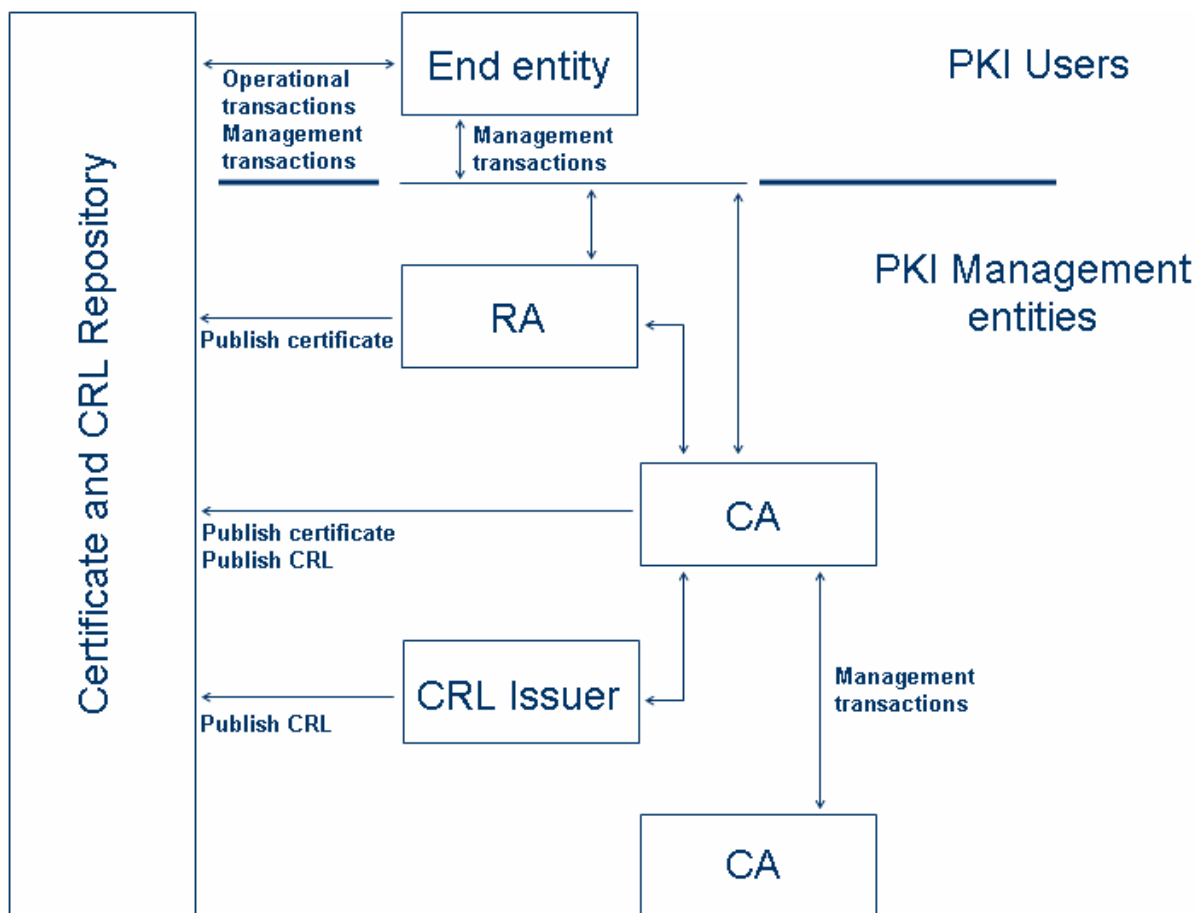 Certificate and CRL Repository
End entity
PKI Users
Operational
transactions
Management
transactions
Management
transactions
PKI Management
entities
RA
Publish certificate
CA
Publish certificate
Publish CRL
CRL Issuer
Publish CRL
Management
transactions
CA